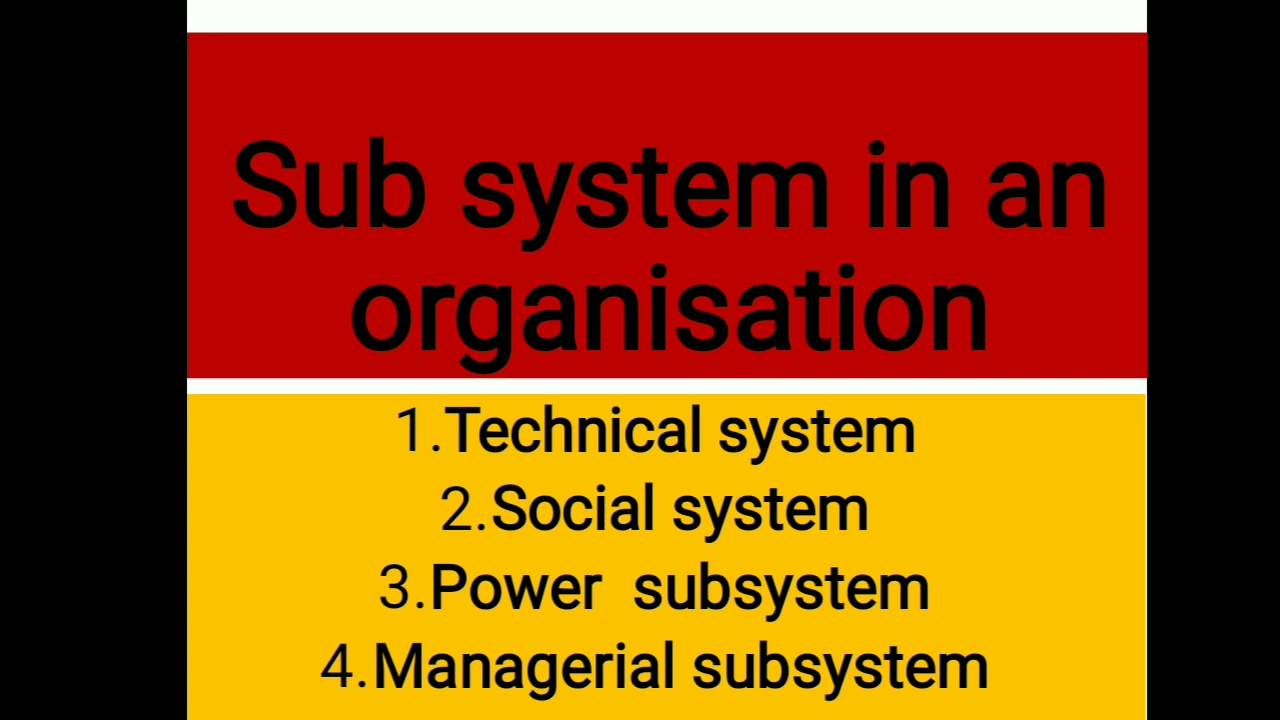 Sub system in an
organisation
1.Technical system
2.Social system
3.Power subsystem
4.Managerial subsystem